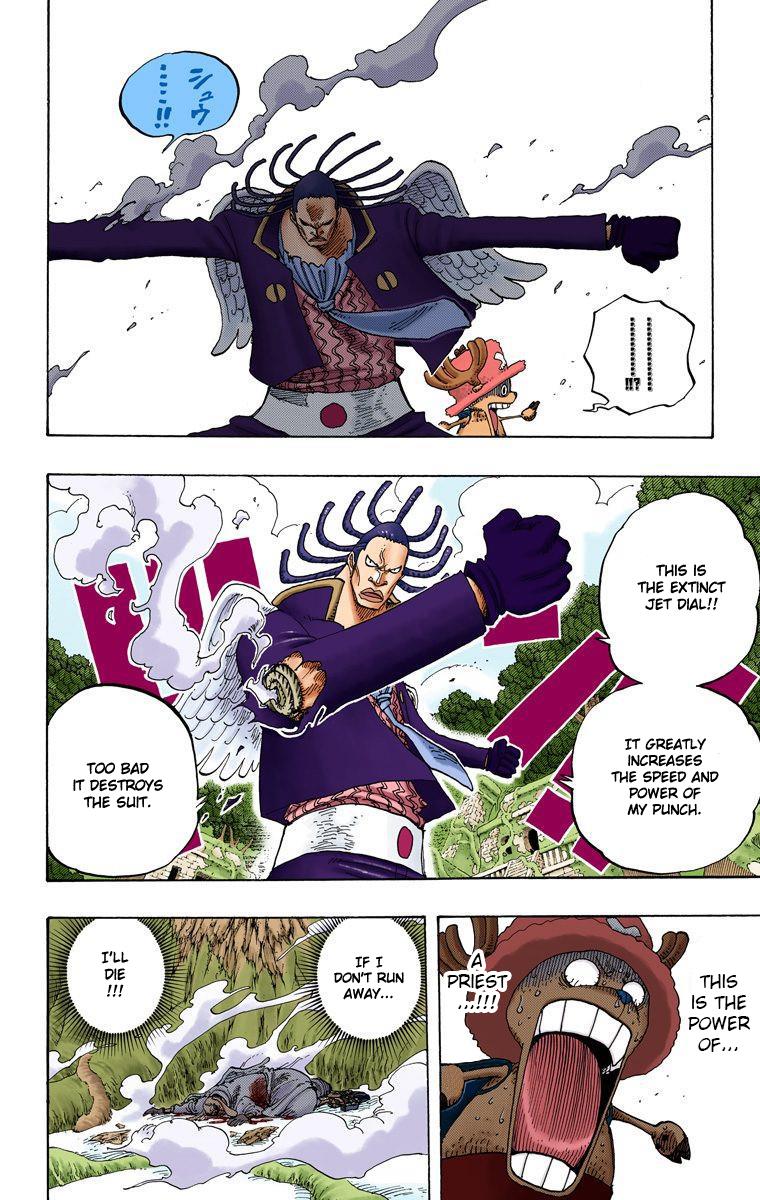 シュウ
……!!
…………
…………!!?
THIS IS
THE EXTINCT
JET DIAL!!
IT GREATLY
INCREASES
THE SPEED AND
POWER OF
MY PUNCH.
TOO BAD
IT DESTROYS
THE SUIT.
THIS
IS THE
POWER
OF...
A
PRIEST
...!!!
IF I
DON'T RUN
AWAY...
I'LL
DIE
!!!